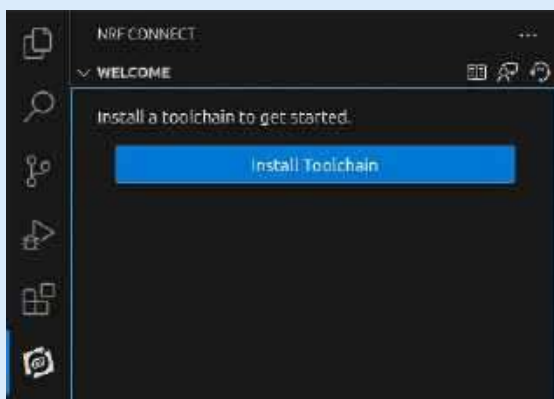 NRF CONNECT
WELCOME
Install a toolchain to get started.
Install Toolchain